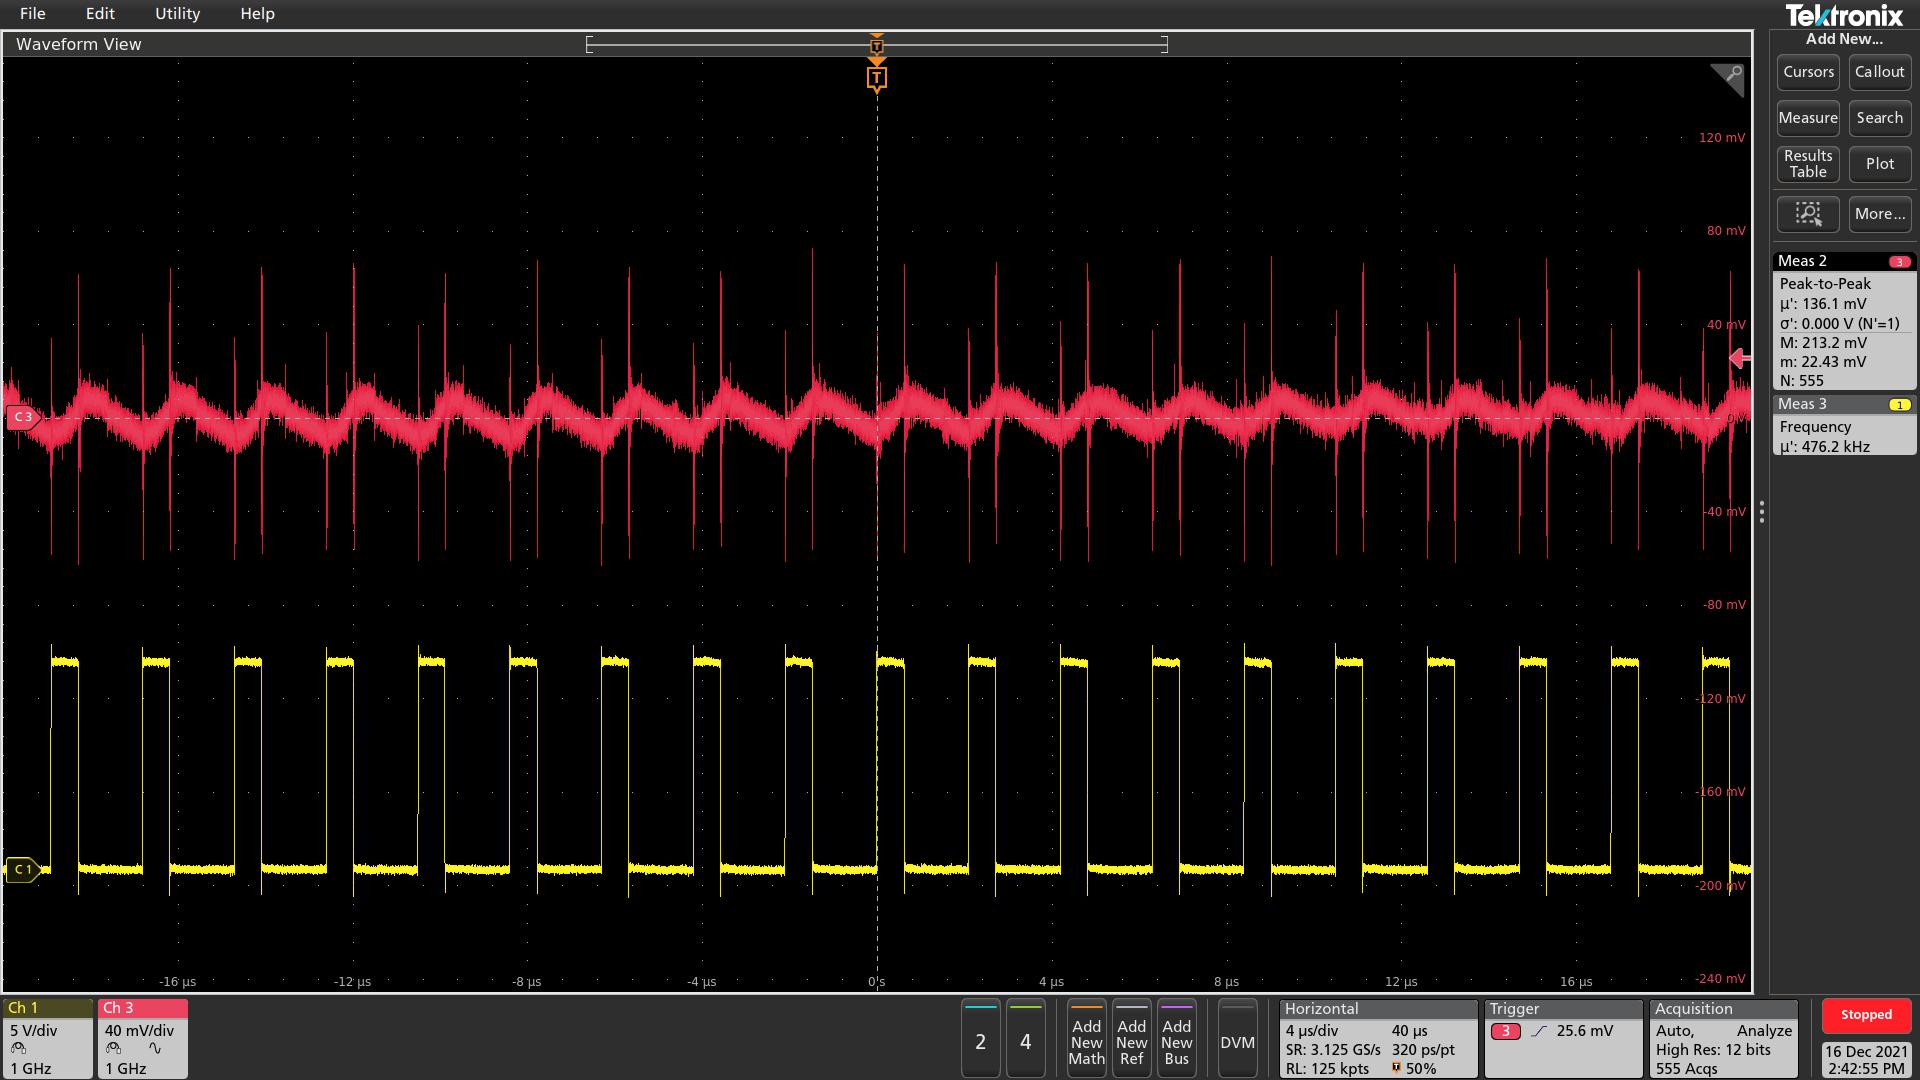 File Edit Utility Help
Tektronix
Waveform View
Add New...
T
T
Cursors Callout
Measure Search
Results Table Plot
More...
120 mV
80 mV
40 mV
-40 mV
-80 mV
-120 mV
-160 mV
-200 mV
-240 mV
C 3
C 1
-16 µs -12 µs -8 µs -4 µs 0 s 4 µs 8 µs 12 µs 16 µs
Meas 2 3
Peak-to-Peak
µ': 136.1 mV
σ': 0.000 V (N'=1)
M: 213.2 mV
m: 22.43 mV
N: 555
Meas 3 1
Frequency
µ': 476.2 kHz
Ch 1
5 V/div
1 GHz
Ch 3
40 mV/div
1 GHz
2
4
Add
New
Math
Add
New
Ref
Add
New
Bus
DVM
Horizontal
4 µs/div 40 µs
SR: 3.125 GS/s 320 ps/pt
RL: 125 kpts 50%
Trigger
3 25.6 mV
Acquisition
Auto, Analyze
High Res: 12 bits
555 Acqs
Stopped
16 Dec 2021
2:42:55 PM